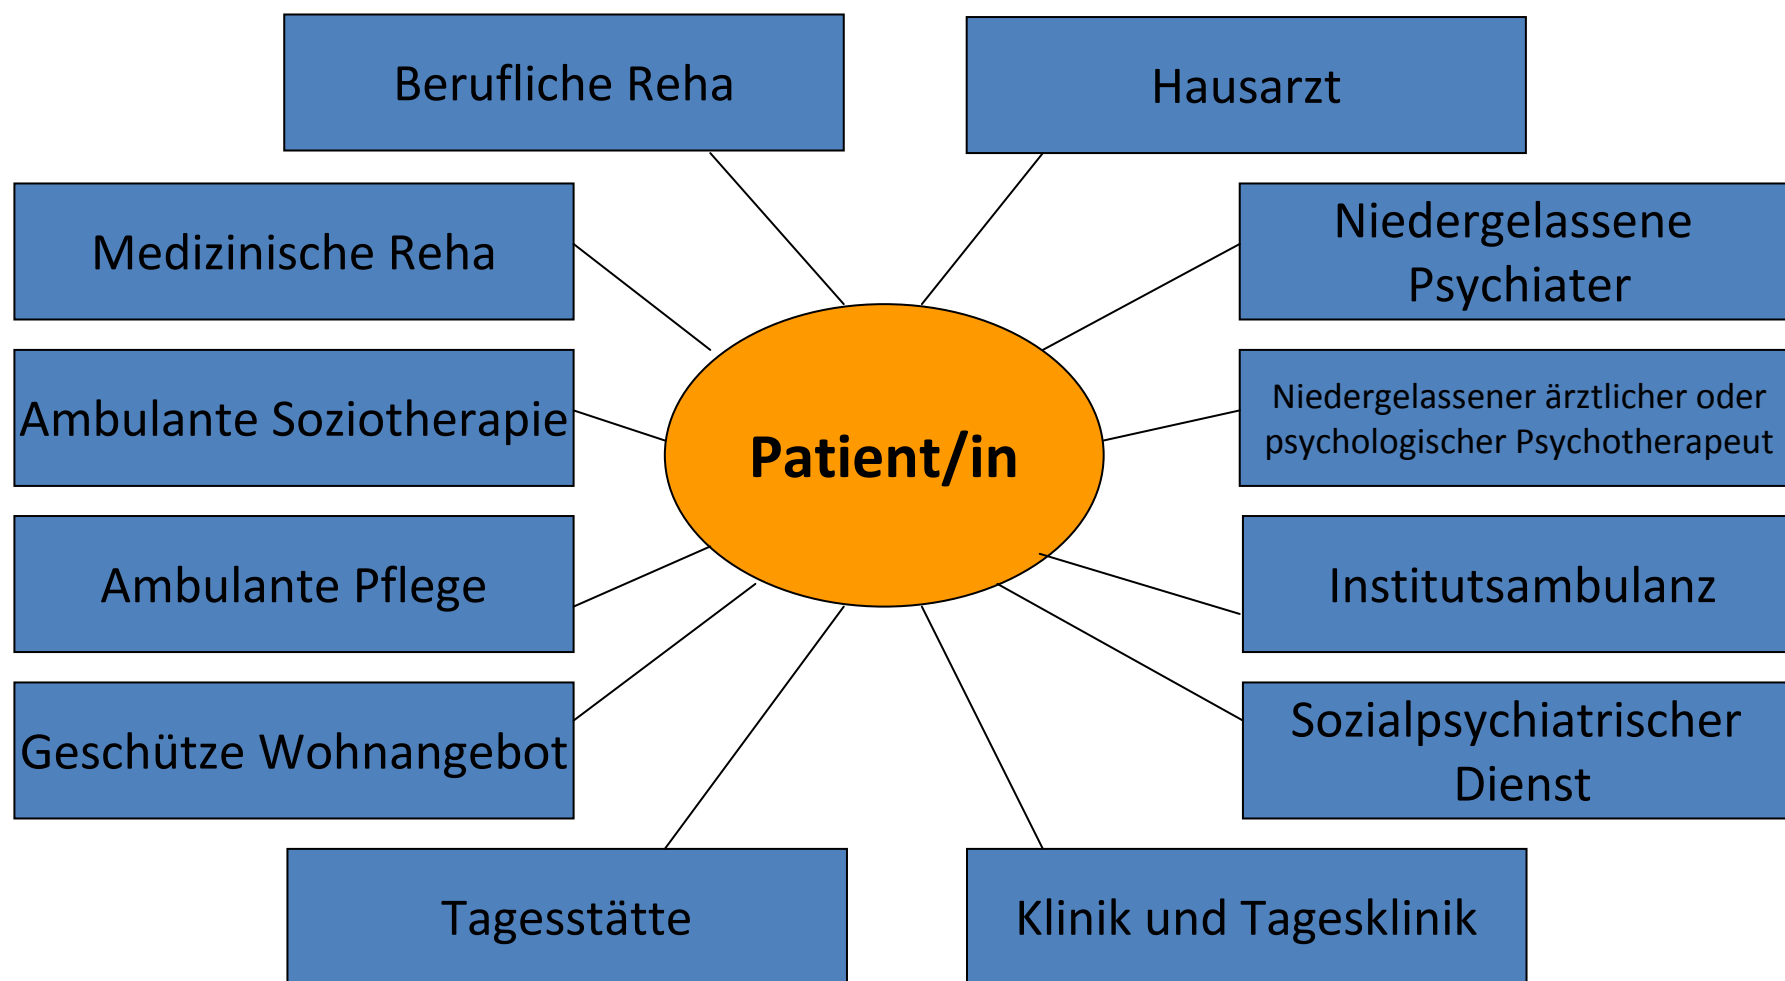 Berufliche Reha
Hausarzt
Medizinische Reha
Niedergelassene
Psychiater
Ambulante Soziotherapie
Niedergelassener ärztlicher oder
psychologischer Psychotherapeut
Patient/in
Ambulante Pflege
Institutsambulanz
Geschütze Wohnangebot
Sozialpsychiatrischer
Dienst
Tagesstätte
Klinik und Tagesklinik